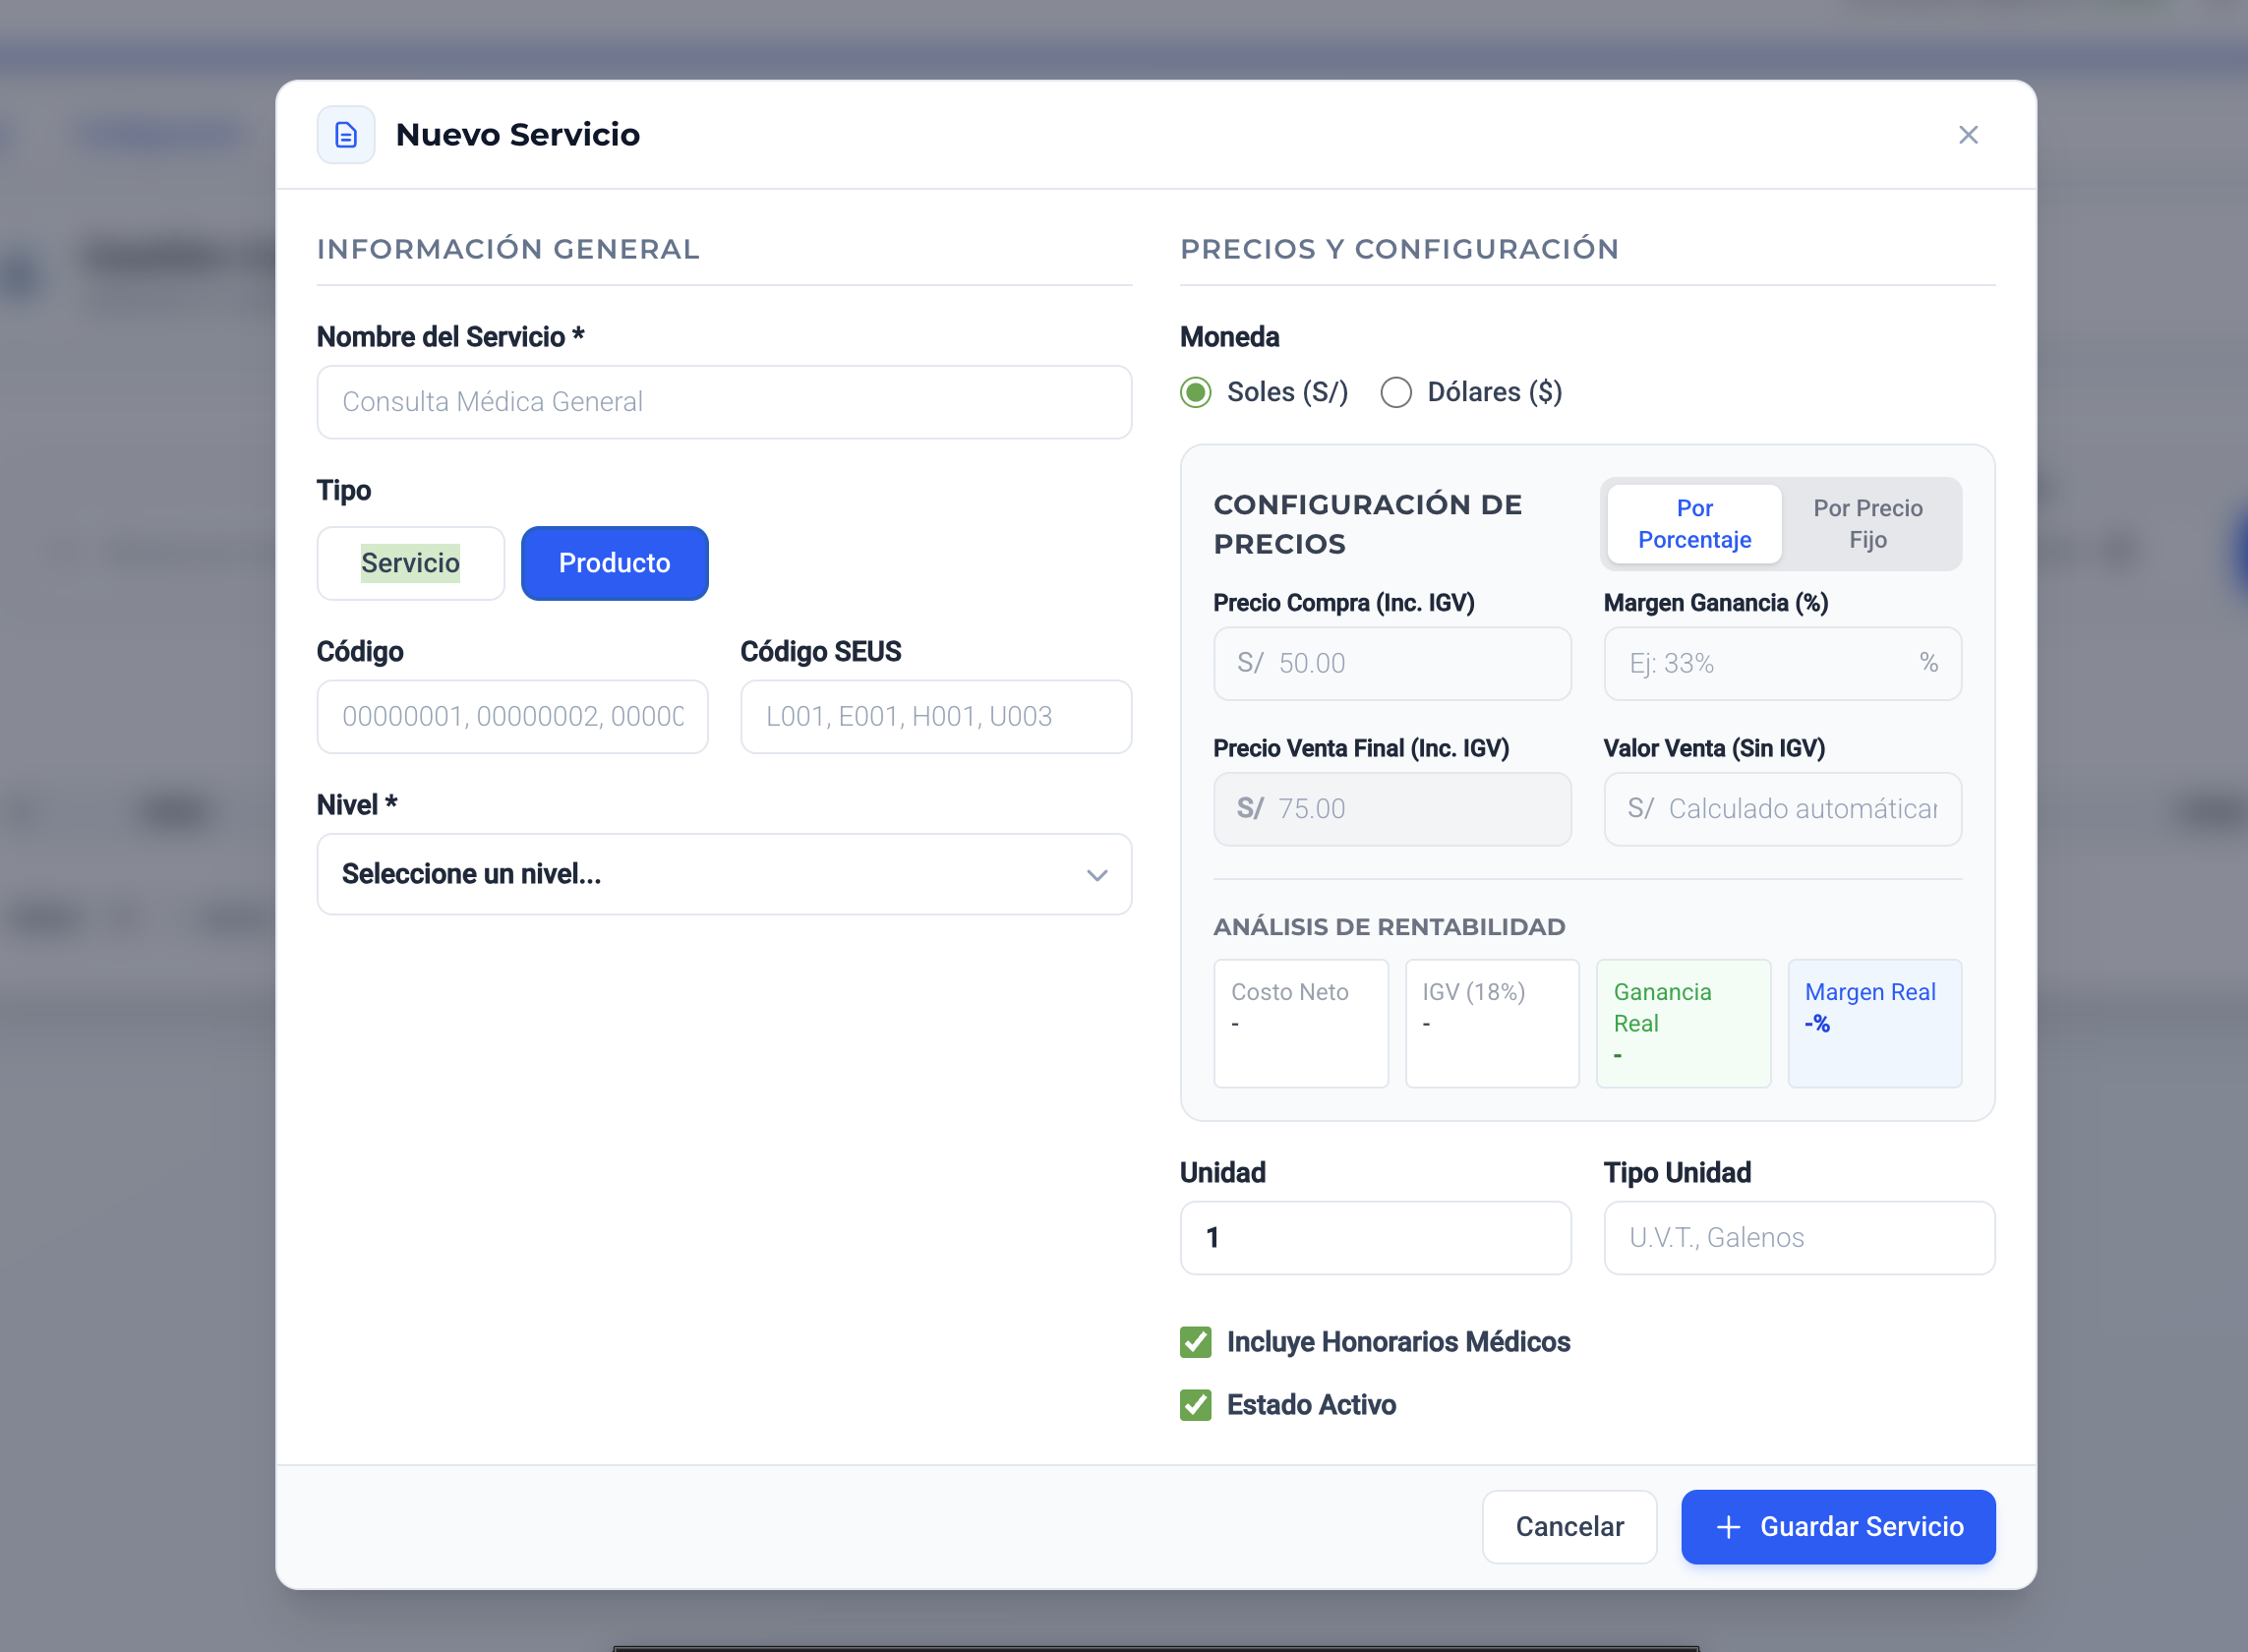 Nuevo Servicio
INFORMACIÓN GENERAL
Nombre del Servicio *
Consulta Médica General
Tipo
Servicio
Producto
Código
Código SEUS
00000001, 00000002, 0000C
L001, E001, H001, U003
Nivel *
Seleccione un nivel...
PRECIOS Y CONFIGURACIÓN
Moneda
Soles (S/)
Dólares ($)
CONFIGURACIÓN DE
PRECIOS
Por
Porcentaje
Por Precio
Fijo
Precio Compra (Inc. IGV)
Margen Ganancia (%)
S/ 50.00
Ej: 33%
%
Precio Venta Final (Inc. IGV)
Valor Venta (Sin IGV)
S/ 75.00
S/ Calculado automáticar
ANÁLISIS DE RENTABILIDAD
Costo Neto
-
IGV (18%)
-
Ganancia
Real
-
Margen Real
-%
Unidad
Tipo Unidad
1
U.V.T., Galenos
Incluye Honorarios Médicos
Estado Activo
Cancelar
Guardar Servicio